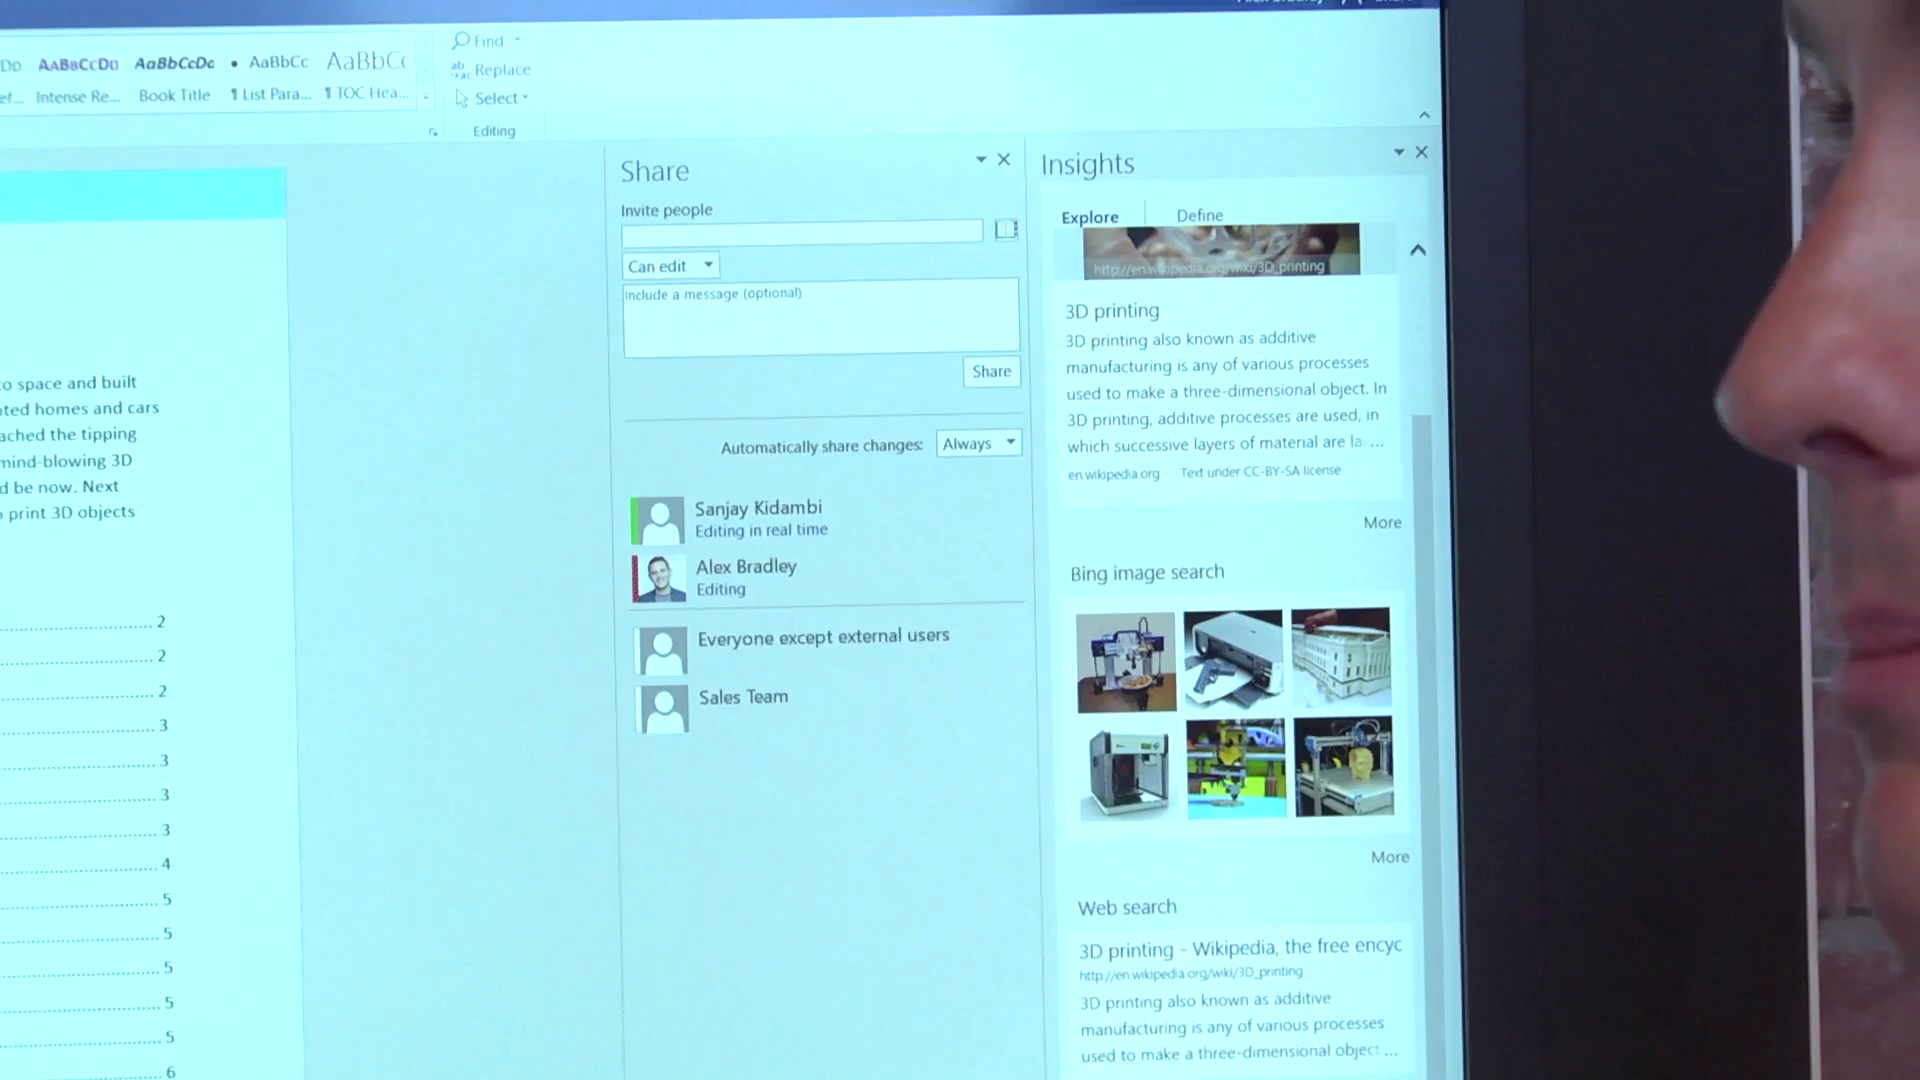 Find
AaBbCcDd AaBbCcDc • AaBbCc AaBbC
Replace
Intense Re... Book Title ¶ List Para... ¶ TOC Hea...
Select
Editing
Share
Invite people
Can edit
Include a message (optional)
Share
Automatically share changes: Always
Sanjay Kidambi
Editing in real time
Alex Bradley
Editing
Everyone except external users
Sales Team
Insights
Explore Define
http://en.wikipedia.org/wiki/3D_printing
3D printing
3D printing also known as additive
manufacturing is any of various processes
used to make a three-dimensional object. In
3D printing, additive processes are used, in
which successive layers of material are la ...
en.wikipedia.org Text under CC-BY-SA license
More
Bing image search
More
Web search
3D printing - Wikipedia, the free encyc
http://en.wikipedia.org/wiki/3D_printing
3D printing also known as additive
manufacturing is any of various processes
used to make a three-dimensional object ...
o space and built
ted homes and cars
ached the tipping
mind-blowing 3D
d be now. Next
print 3D objects
2
2
2
3
3
3
3
4
5
5
5
5
5
6